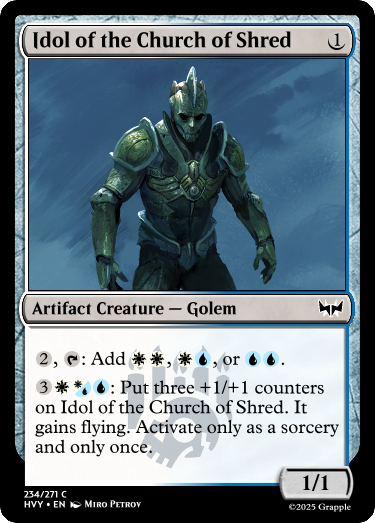 Idol of the Church of Shred 1
Artifact Creature — Golem
2, : Add , , or .
3 : Put three +1/+1 counters
on Idol of the Church of Shred. It
gains flying. Activate only as a sorcery
and only once.
1/1
234/271 C
HVY • EN Miro Petrov
©2025 Grapple